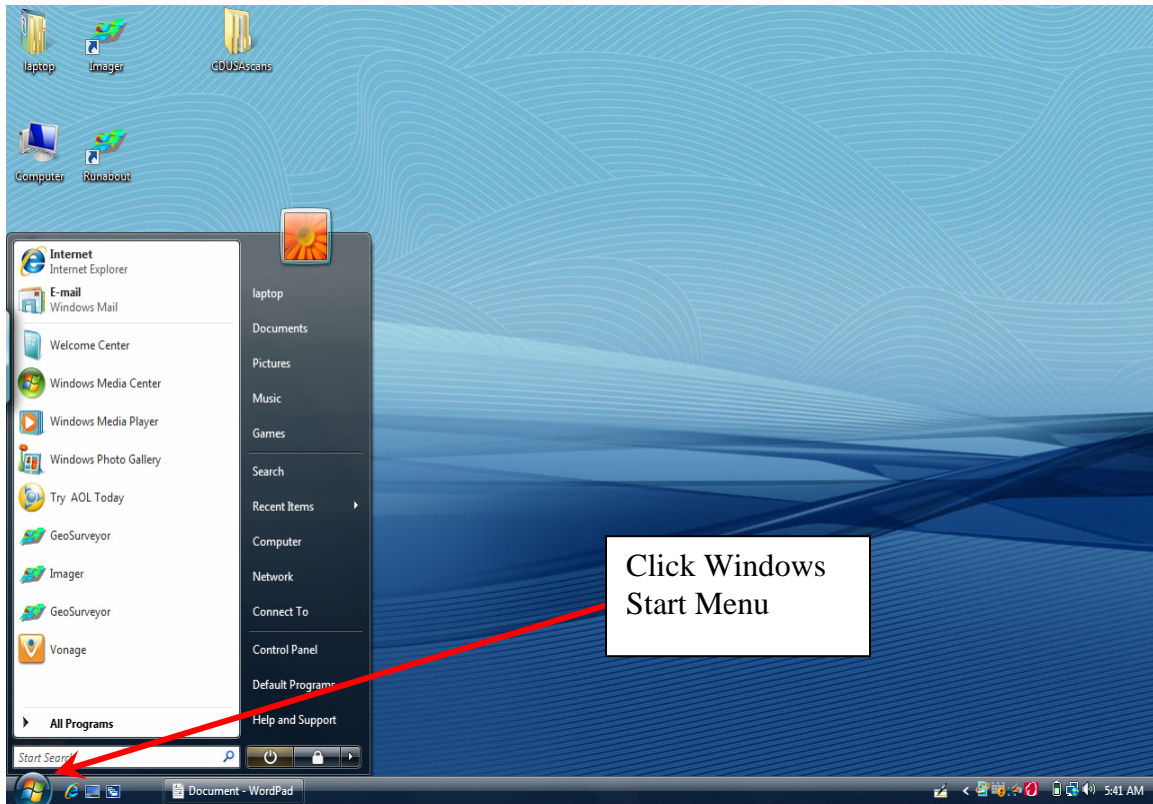 laptop
Imager
CDUSAscans
Computer
Runabout
Internet
Internet Explorer
E-mail
Windows Mail
Welcome Center
Windows Media Center
Windows Media Player
Windows Photo Gallery
Try AOL Today
GeoSurveyor
Imager
GeoSurveyor
Vonage
All Programs
Start Search
laptop
Documents
Pictures
Music
Games
Search
Recent Items
Computer
Network
Connect To
Control Panel
Default Programs
Help and Support
Click Windows
Start Menu
Document - WordPad
5:41 AM